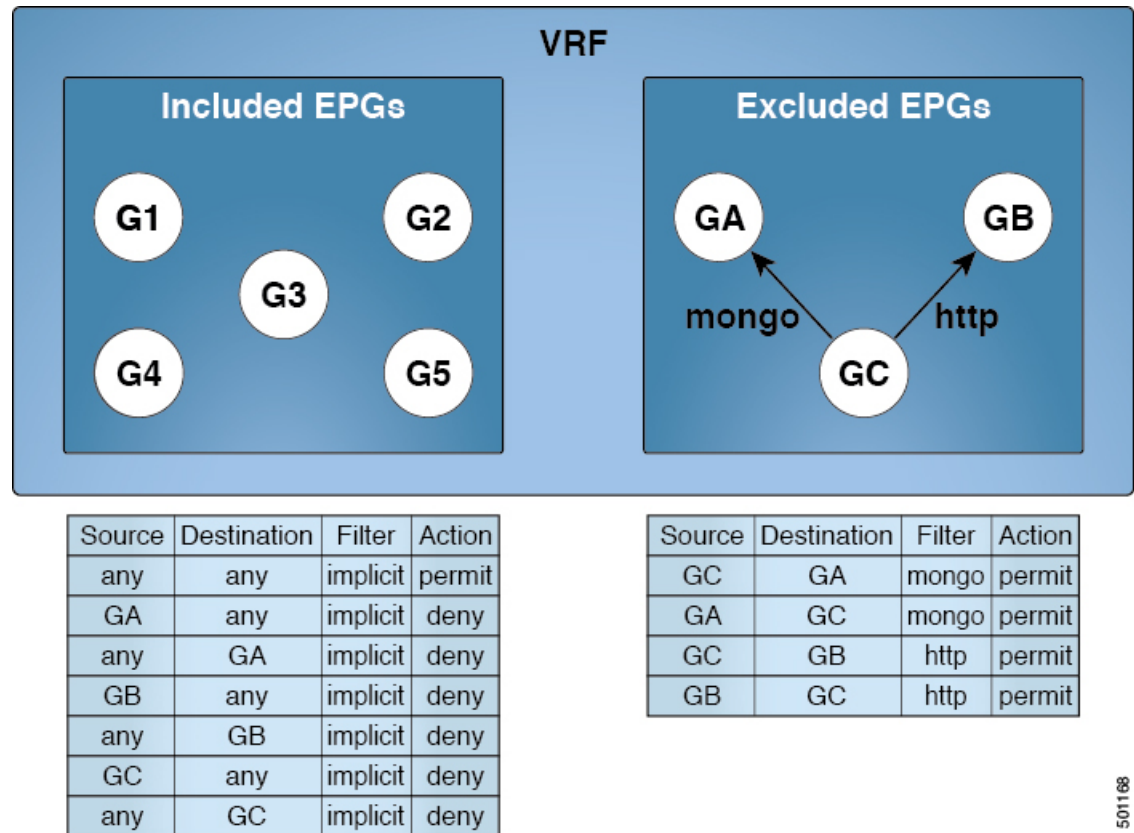 VRF
Included EPGs
G1
G2
G3
G4
G5
Excluded EPGs
GA
GB
mongo
http
GC
Source Destination Filter Action
any any implicit permit
GA any implicit deny
any GA implicit deny
GB any implicit deny
any GB implicit deny
GC any implicit deny
any GC implicit deny
Source Destination Filter Action
GC GA mongo permit
GA GC mongo permit
GC GB http permit
GB GC http permit
501168